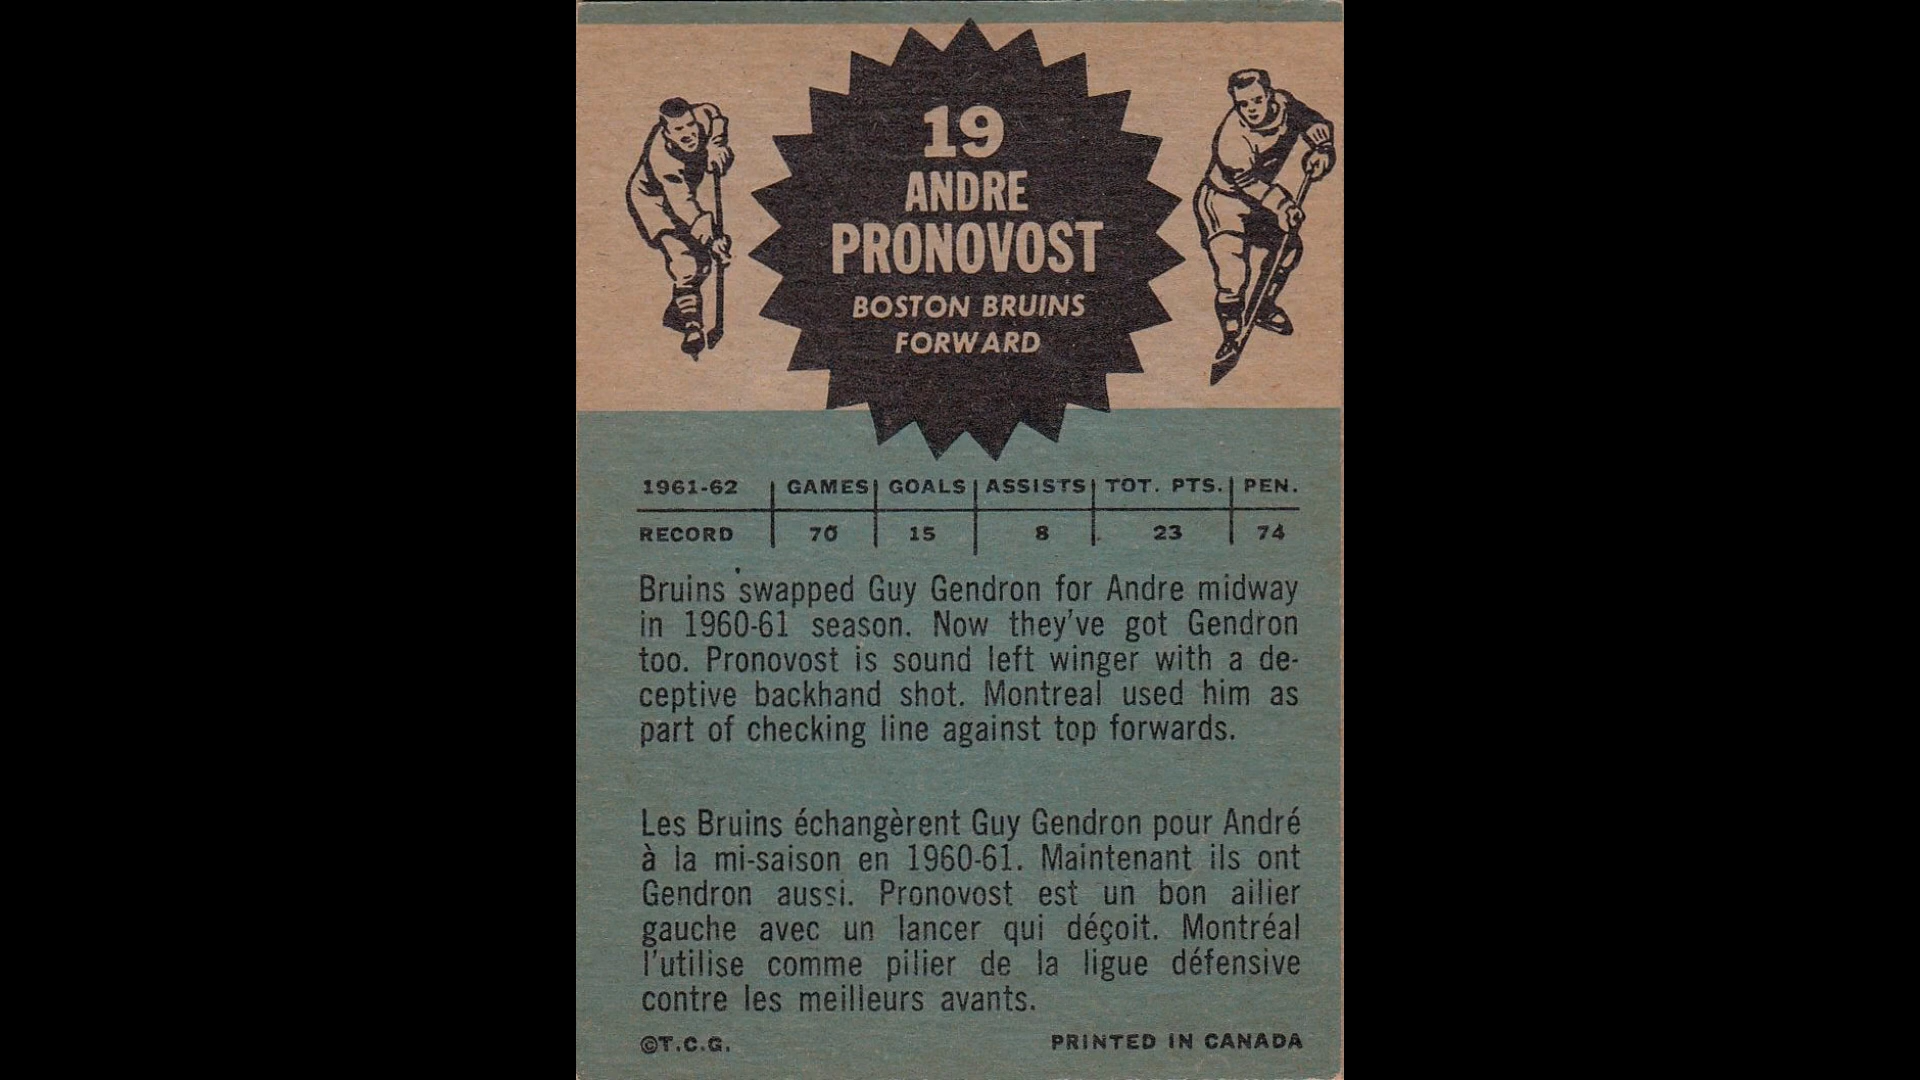 19
ANDRE
PRONOVOST
BOSTON BRUINS
FORWARD
1961-62 GAMES GOALS ASSISTS TOT. PTS. PEN.
RECORD 70 15 8 23 74
Bruins swapped Guy Gendron for Andre midway
in 1960-61 season. Now they've got Gendron
too. Pronovost is sound left winger with a de-
ceptive backhand shot. Montreal used him as
part of checking line against top forwards.
Les Bruins échangèrent Guy Gendron pour André
à la mi-saison en 1960-61. Maintenant ils ont
Gendron aussi. Pronovost est un bon ailier
gauche avec un lancer qui déçoit. Montréal
l'utilise comme pilier de la ligue défensive
contre les meilleurs avants.
©T.C.G. PRINTED IN CANADA